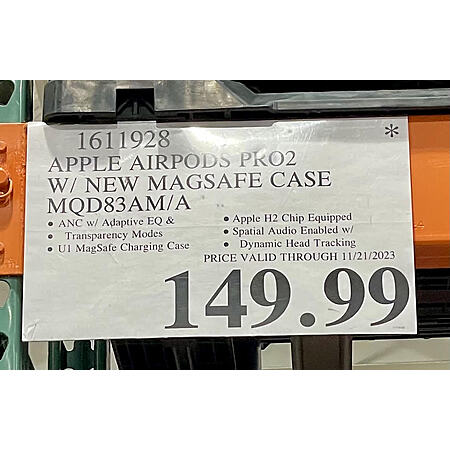 1611928 *
APPLE AIRPODS PRO2
W/ NEW MAGSAFE CASE
MQD83AM/A
• ANC w/ Adaptive EQ &
• Transparency Modes
• U1 MagSafe Charging Case
• Apple H2 Chip Equipped
• Spatial Audio Enabled w/
• Dynamic Head Tracking
PRICE VALID THROUGH 11/21/2023
149.99